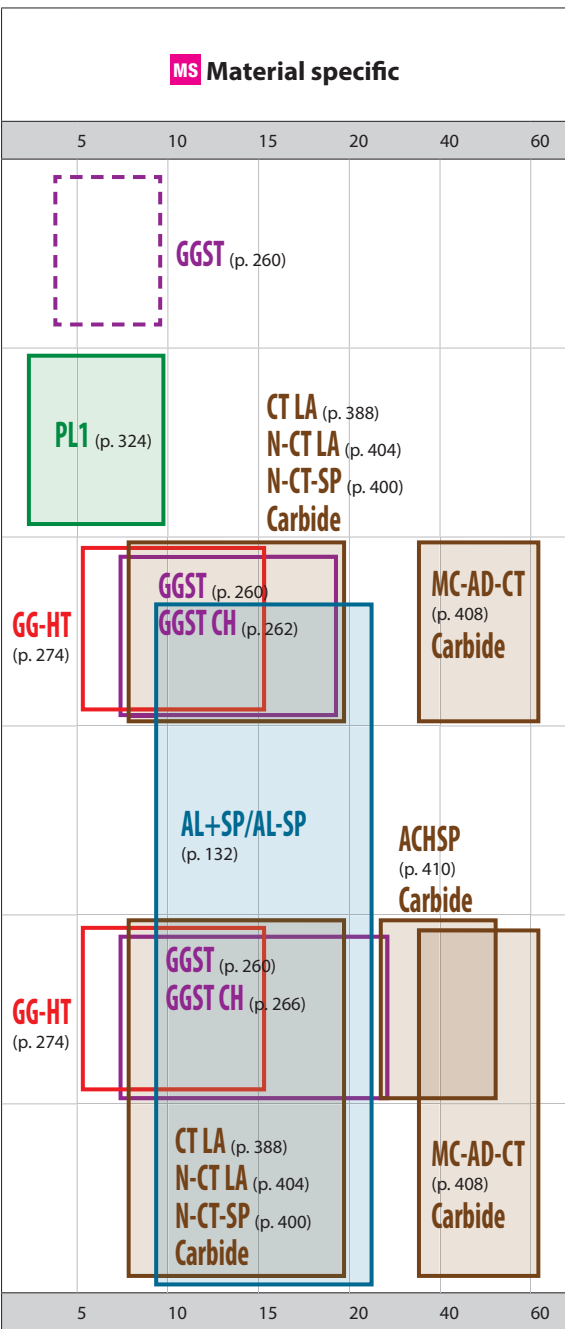 MS Material specific
5 10 15 20 40 60
GGST (p. 260)
PL1 (p. 324)
CT LA (p. 388)
N-CT LA (p. 404)
N-CT-SP (p. 400)
Carbide
GG-HT
(p. 274)
GGST (p. 260)
GGST CH (p. 262)
MC-AD-CT
(p. 408)
Carbide
AL+SP/AL-SP
(p. 132)
ACHSP
(p. 410)
Carbide
GG-HT
(p. 274)
GGST (p. 260)
GGST CH (p. 266)
CT LA (p. 388)
N-CT LA (p. 404)
N-CT-SP (p. 400)
Carbide
MC-AD-CT
(p. 408)
Carbide
5 10 15 20 40 60